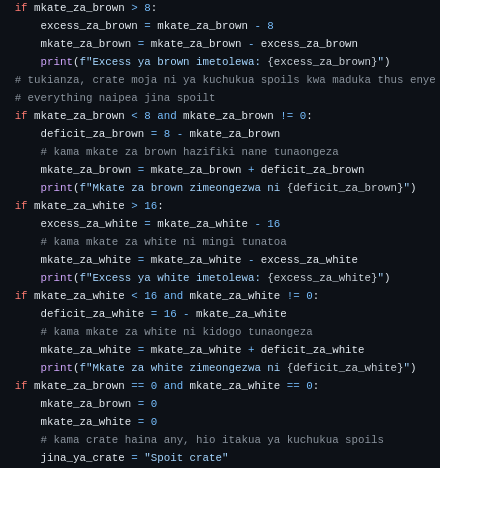 if mkate_za_brown > 8:
    excess_za_brown = mkate_za_brown - 8
    mkate_za_brown = mkate_za_brown - excess_za_brown
    print(f"Excess ya brown imetolewa: {excess_za_brown}")
# tukianza, crate moja ni ya kuchukua spoils kwa maduka thus enye
# everything naipea jina spoilt
if mkate_za_brown < 8 and mkate_za_brown != 0:
    deficit_za_brown = 8 - mkate_za_brown
    # kama mkate za brown hazifiki nane tunaongeza
    mkate_za_brown = mkate_za_brown + deficit_za_brown
    print(f"Mkate za brown zimeongezwa ni {deficit_za_brown}")
if mkate_za_white > 16:
    excess_za_white = mkate_za_white - 16
    # kama mkate za white ni mingi tunatoa
    mkate_za_white = mkate_za_white - excess_za_white
    print(f"Excess ya white imetolewa: {excess_za_white}")
if mkate_za_white < 16 and mkate_za_white != 0:
    deficit_za_white = 16 - mkate_za_white
    # kama mkate za white ni kidogo tunaongeza
    mkate_za_white = mkate_za_white + deficit_za_white
    print(f"Mkate za white zimeongezwa ni {deficit_za_white}")
if mkate_za_brown == 0 and mkate_za_white == 0:
    mkate_za_brown = 0
    mkate_za_white = 0
    # kama crate haina any, hio itakua ya kuchukua spoils
    jina_ya_crate = "Spoit crate"